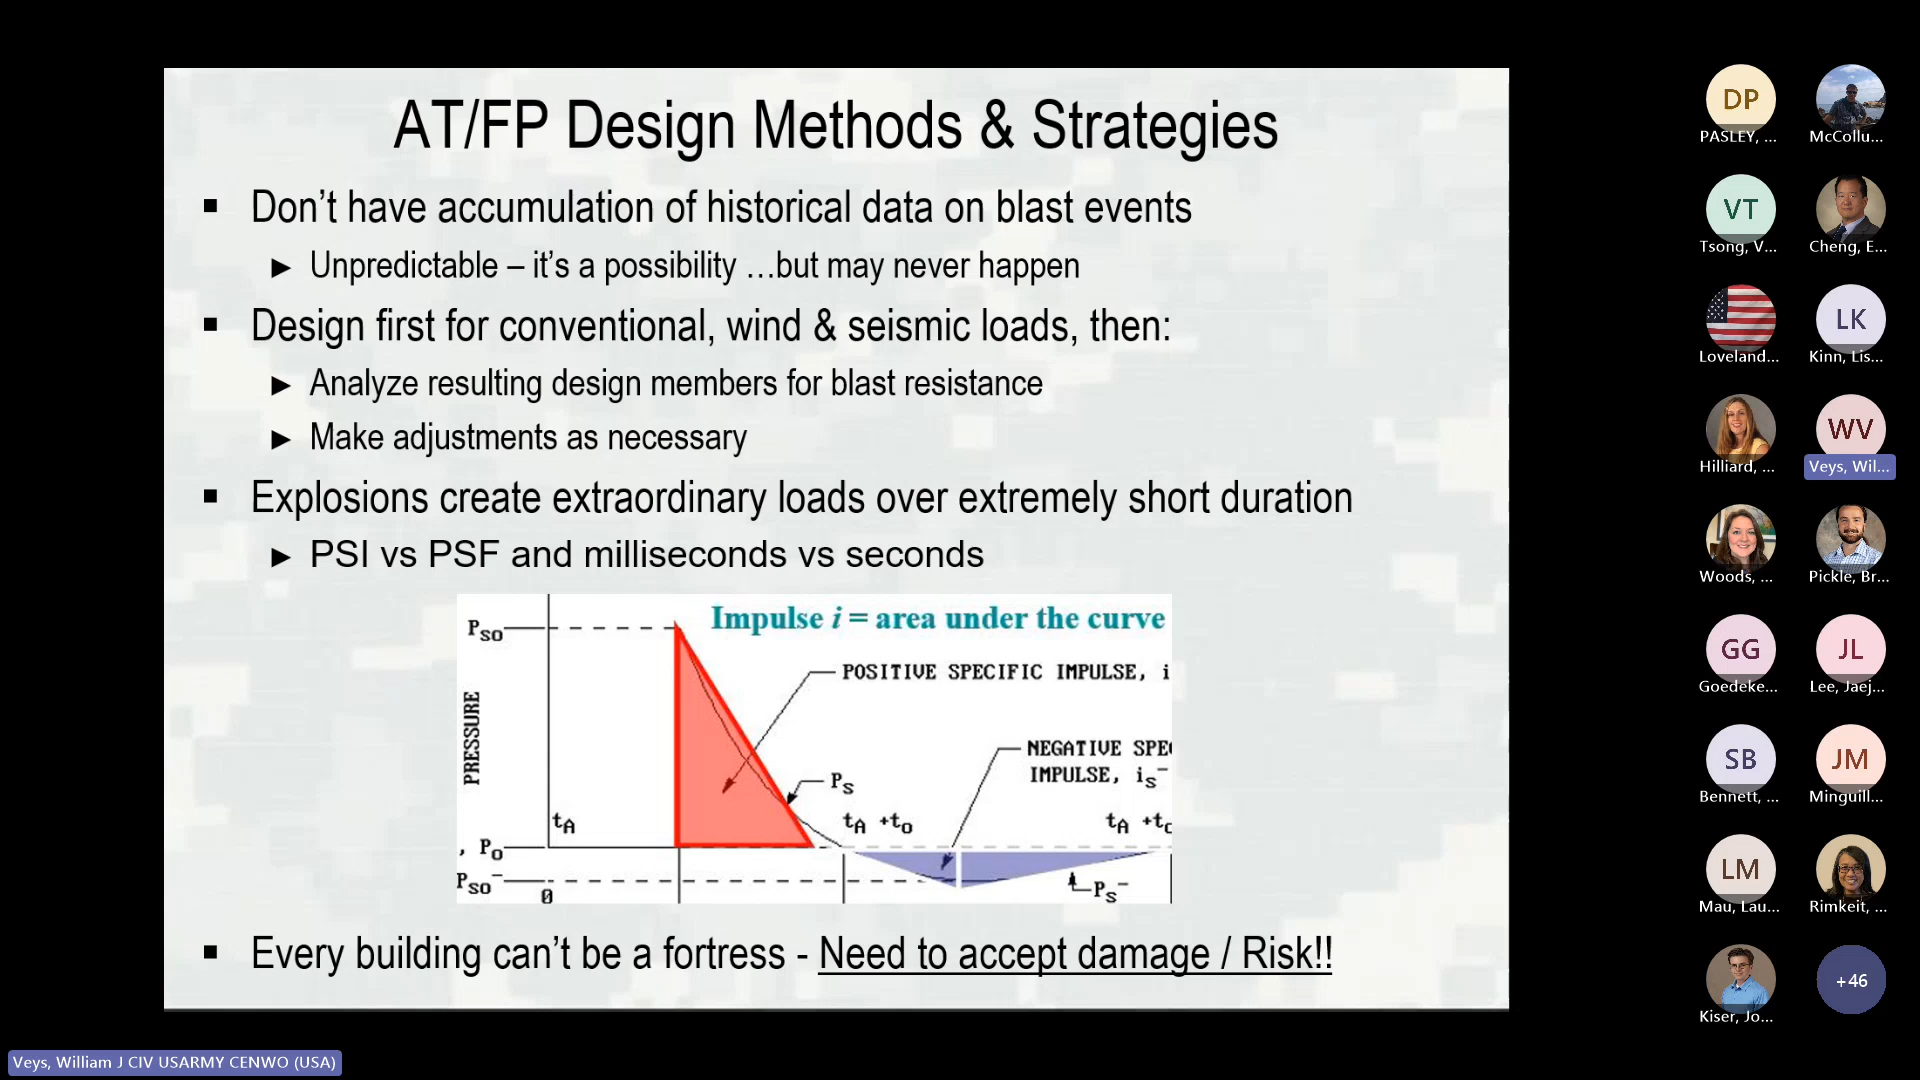 AT/FP Design Methods & Strategies
▪ Don’t have accumulation of historical data on blast events
► Unpredictable – it’s a possibility …but may never happen
▪ Design first for conventional, wind & seismic loads, then:
► Analyze resulting design members for blast resistance
► Make adjustments as necessary
▪ Explosions create extraordinary loads over extremely short duration
► PSI vs PSF and milliseconds vs seconds
Impulse i = area under the curve
PSO
POSITIVE SPECIFIC IMPULSE, i
PRESSURE
NEGATIVE SPE
IMPULSE, is-
Ps
tA
tA +to
tA +to
, Po
Pso-
Ps-
0
▪ Every building can’t be a fortress - Need to accept damage / Risk!!
DP
PASLEY, ...
McCollu...
VT
Tsong, V...
Cheng, E...
Loveland...
LK
Kinn, Lis...
Hilliard, ...
WV
Veys, Wil...
Woods, ...
Pickle, Br...
GG
Goedeke...
JL
Lee, Jaej...
SB
Bennett, ...
JM
Minguill...
LM
Mau, Lau...
Rimkeit, ...
Kiser, Jo...
+46
Veys, William J CIV USARMY CENWO (USA)